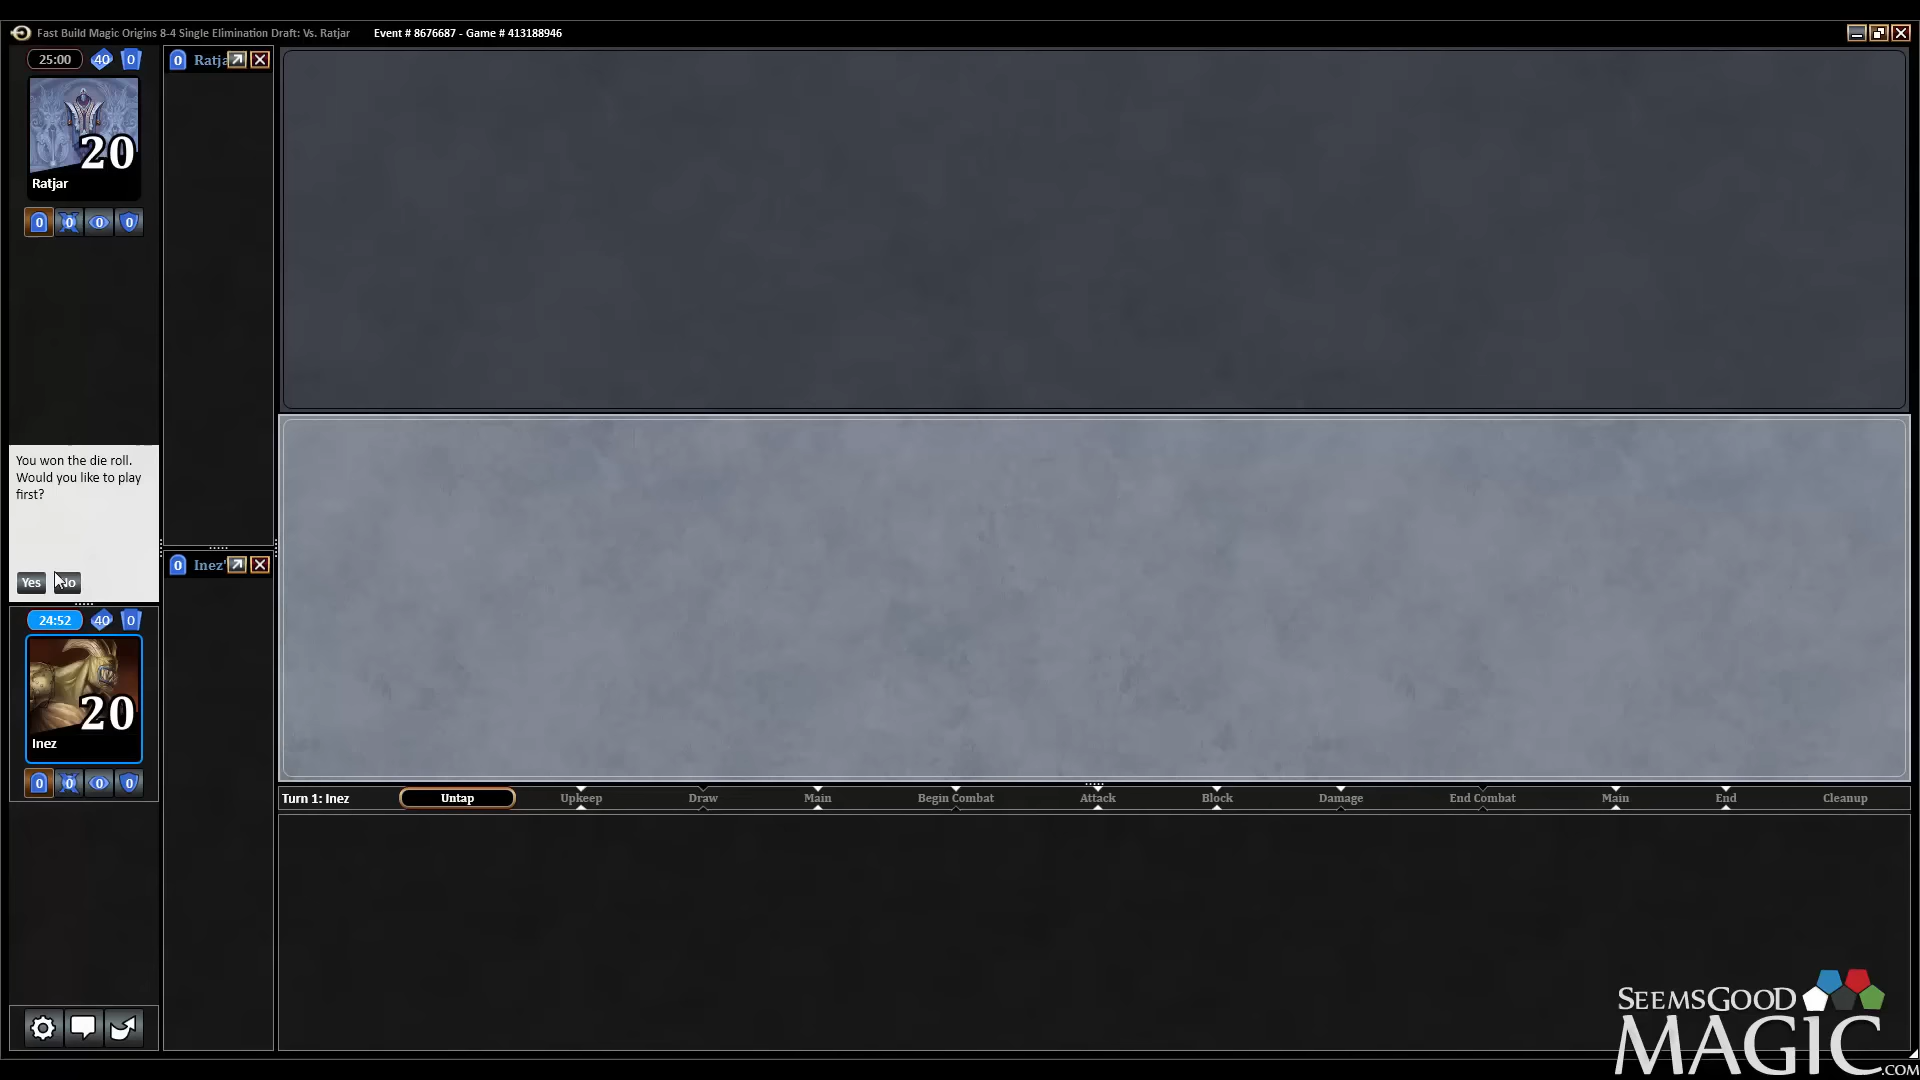 Fast Build Magic Origins 8-4 Single Elimination Draft: Vs. Ratjar Event # 8676687 - Game # 413188946
25:00 40 0
20
Ratjar
0 0 0 0
0
You won the die roll.
Would you like to play
first?
Yes No
24:52 40 0
20
Inez
0 0 0 0
0 Inez'
Turn 1: Inez Untap Upkeep Draw Main Begin Combat Attack Block Damage End Combat Main End Cleanup
SEEMSGOOD
MAGIC.COM